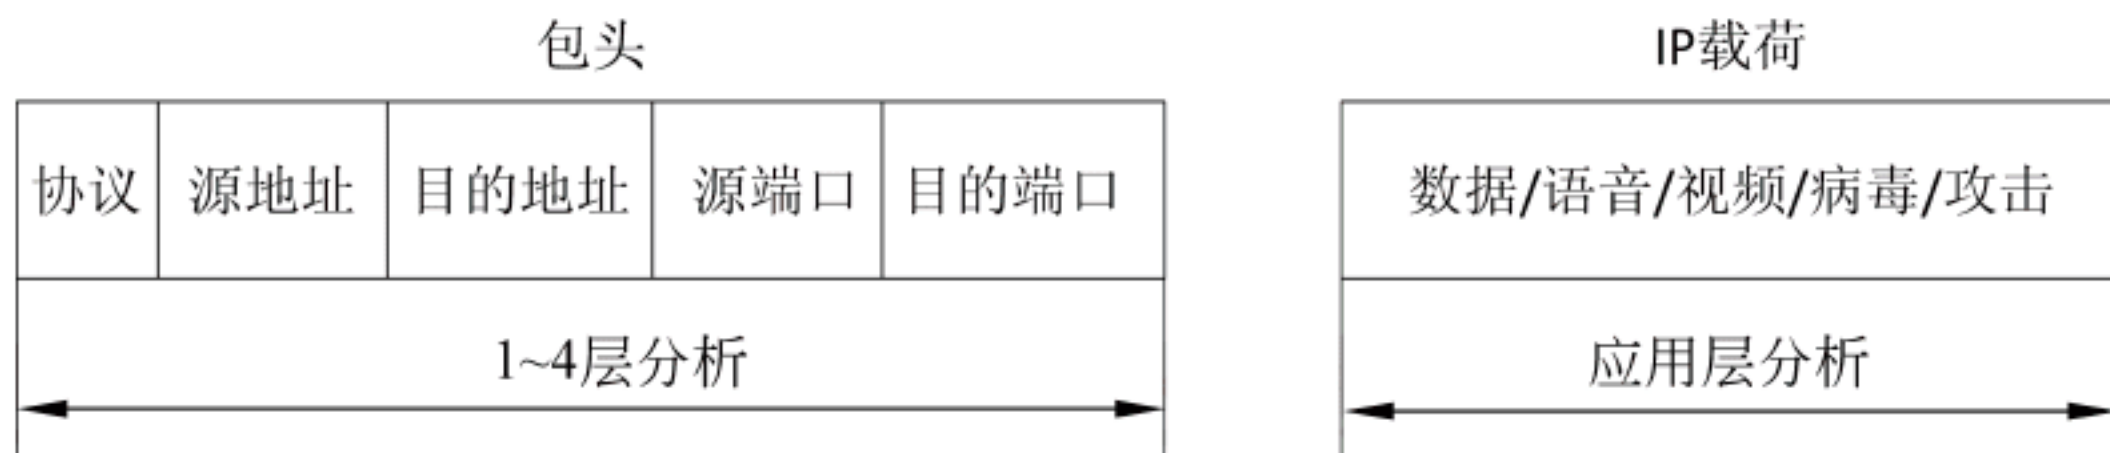 包头
IP载荷
协议 源地址 目的地址 源端口 目的端口
数据/语音/视频/病毒/攻击
1~4层分析
应用层分析